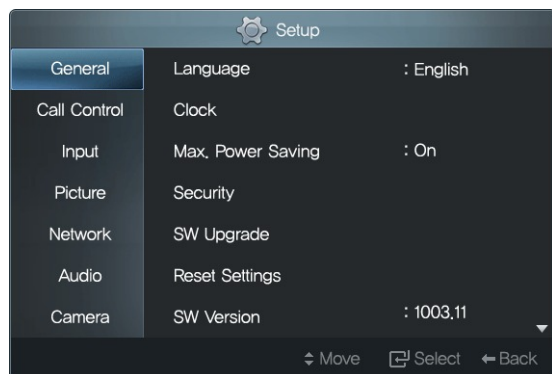 Setup
General
Language : English
Call Control
Clock
Input
Max. Power Saving : On
Picture
Security
Network
SW Upgrade
Audio
Reset Settings
Camera
SW Version : 1003.11
Move Select Back